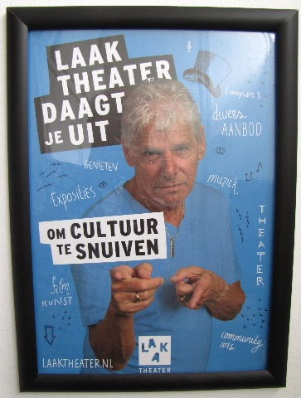 LAAK
THEATER
DAAGT
JE UIT
divers
AANBOD
GENIETEN
MUZIEK
EXPOSITIES
THEATER
OM CULTUUR
TE SNUIVEN
film
KUNST
LAAKTHEATER.NL
LAAK
THEATER
community
arts